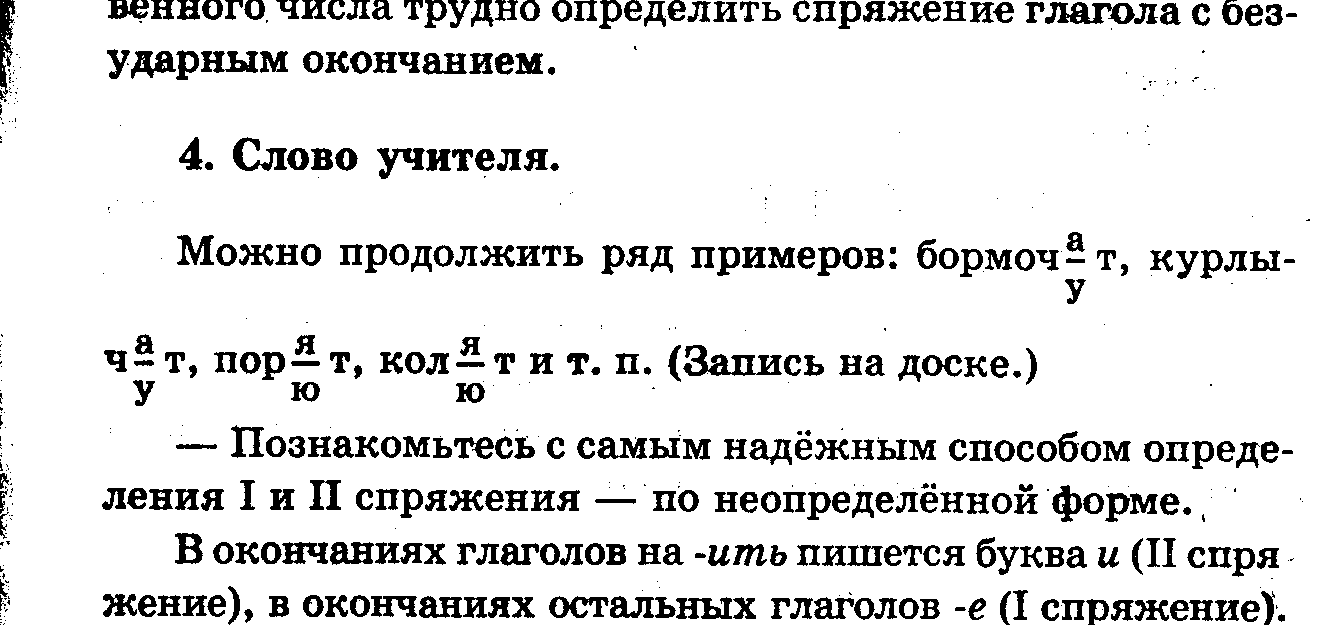 венного числа трудно определить спряжение глагола с без-
ударным окончанием.
4. Слово учителя.
Можно продолжить ряд примеров: бормоч а/у т, курлы-
ч а/у т, пор я/ю т, кол я/ю т и т. п. (Запись на доске.)
— Познакомьтесь с самым надёжным способом опреде-
ления I и II спряжения — по неопределённой форме.
В окончаниях глаголов на -ить пишется буква и (II спря
жение), в окончаниях остальных глаголов -е (I спряжение).